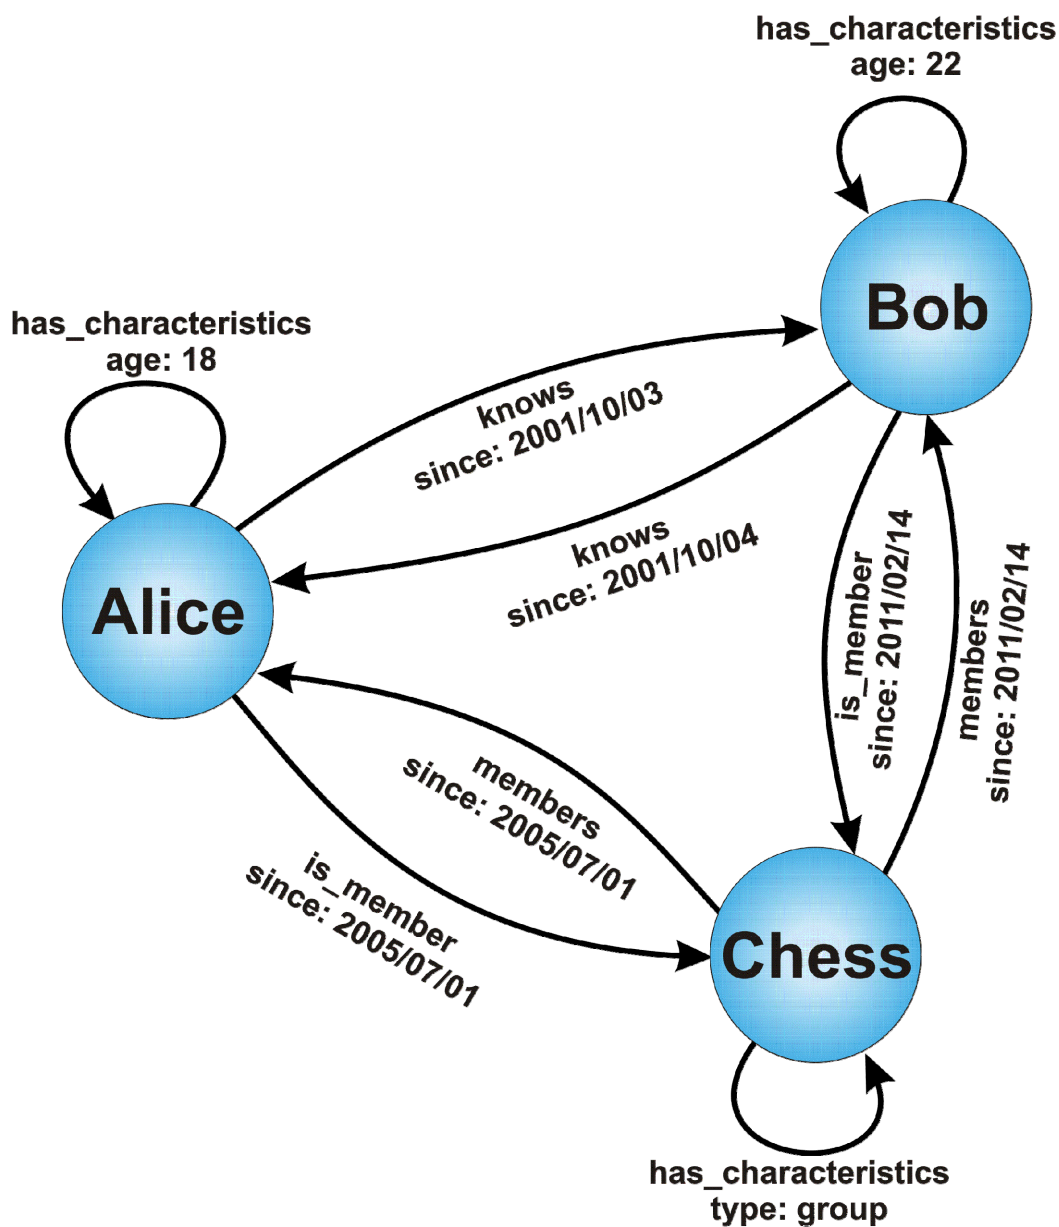 has_characteristics
age: 22
Bob
has_characteristics
age: 18
knows
since: 2001/10/03
knows
since: 2001/10/04
Alice
is_member
since: 2011/02/14
members
since: 2011/02/14
members
since: 2005/07/01
is_member
since: 2005/07/01
Chess
has_characteristics
type: group